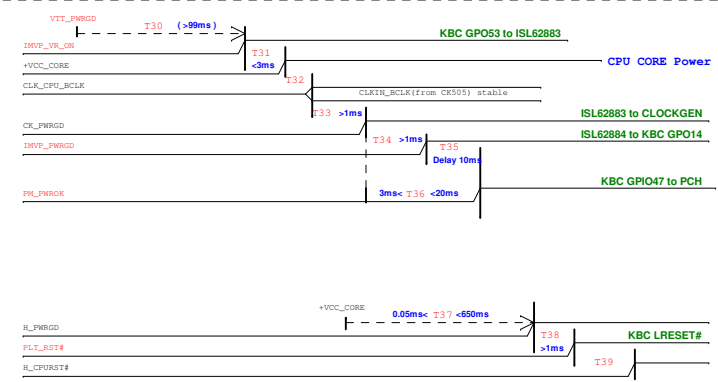 VTT_PWRGD
T30 (>99ms)
KBC GPO53 to ISL62883
IMVP_VR_ON
T31
+VCC_CORE
<3ms
CPU CORE Power
T32
CLK_CPU_BCLK
CLKIN_BCLK(from CK505) stable
T33 >1ms
ISL62883 to CLOCKGEN
CK_PWRGD
T34 >1ms
ISL62884 to KBC GPO14
IMVP_PWRGD
T35
Delay 10ms
KBC GPIO47 to PCH
PM_PWROK
3ms< T36 <20ms
+VCC_CORE
0.05ms< T37 <650ms
H_PWRGD
T38
KBC LRESET#
PLT_RST#
>1ms
T39
H_CPURST#